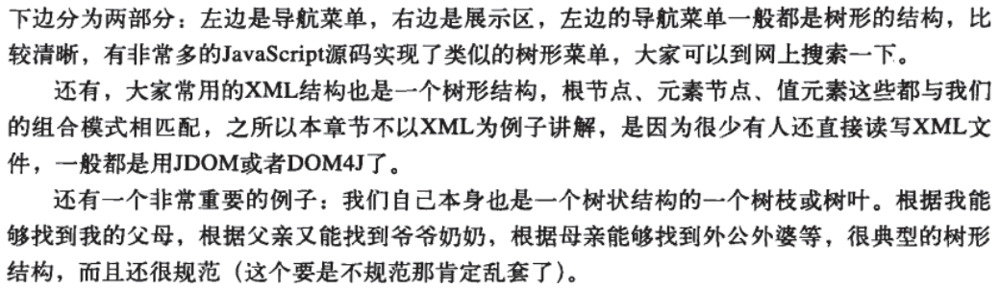 下边分为两部分：左边是导航菜单，右边是展示区，左边的导航菜单一般都是树形的结构，比
较清晰，有非常多的JavaScript源码实现了类似的树形菜单，大家可以到网上搜索一下。
还有，大家常用的XML结构也是一个树形结构，根节点、元素节点、值元素这些都与我们
的组合模式相匹配，之所以本章节不以XML为例子讲解，是因为很少有人还直接读写XML文
件，一般都是用JDOM或者DOM4J了。
还有一个非常重要的例子：我们自己本身也是一个树状结构的一个树枝或树叶。根据我能
够找到我的父母，根据父亲又能找到爷爷奶奶，根据母亲能够找到外公外婆等，很典型的树形
结构，而且还很规范（这个要是不规范那肯定乱套了）。